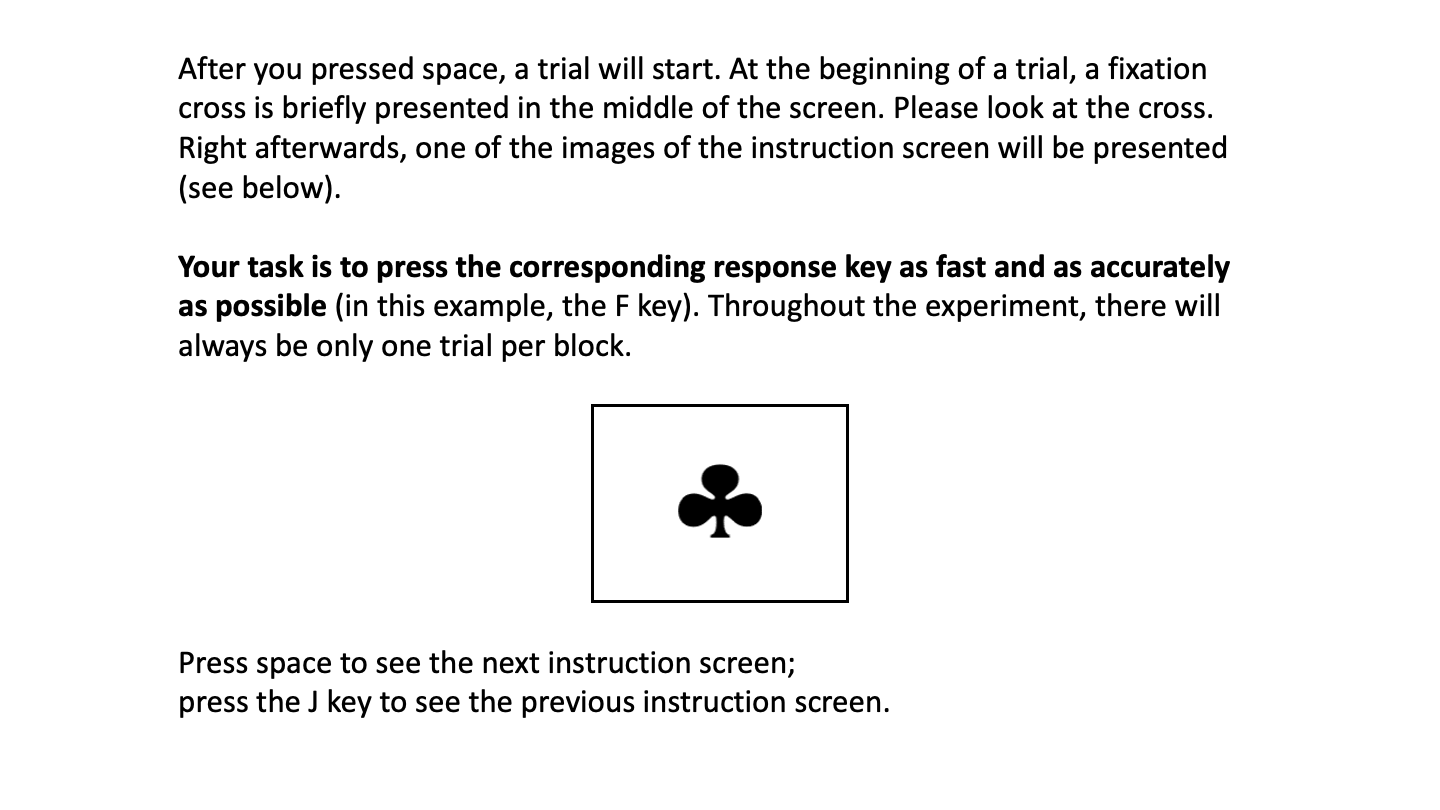 After you pressed space, a trial will start. At the beginning of a trial, a fixation
cross is briefly presented in the middle of the screen. Please look at the cross.
Right afterwards, one of the images of the instruction screen will be presented
(see below).
Your task is to press the corresponding response key as fast and as accurately
as possible (in this example, the F key). Throughout the experiment, there will
always be only one trial per block.
Press space to see the next instruction screen;
press the J key to see the previous instruction screen.